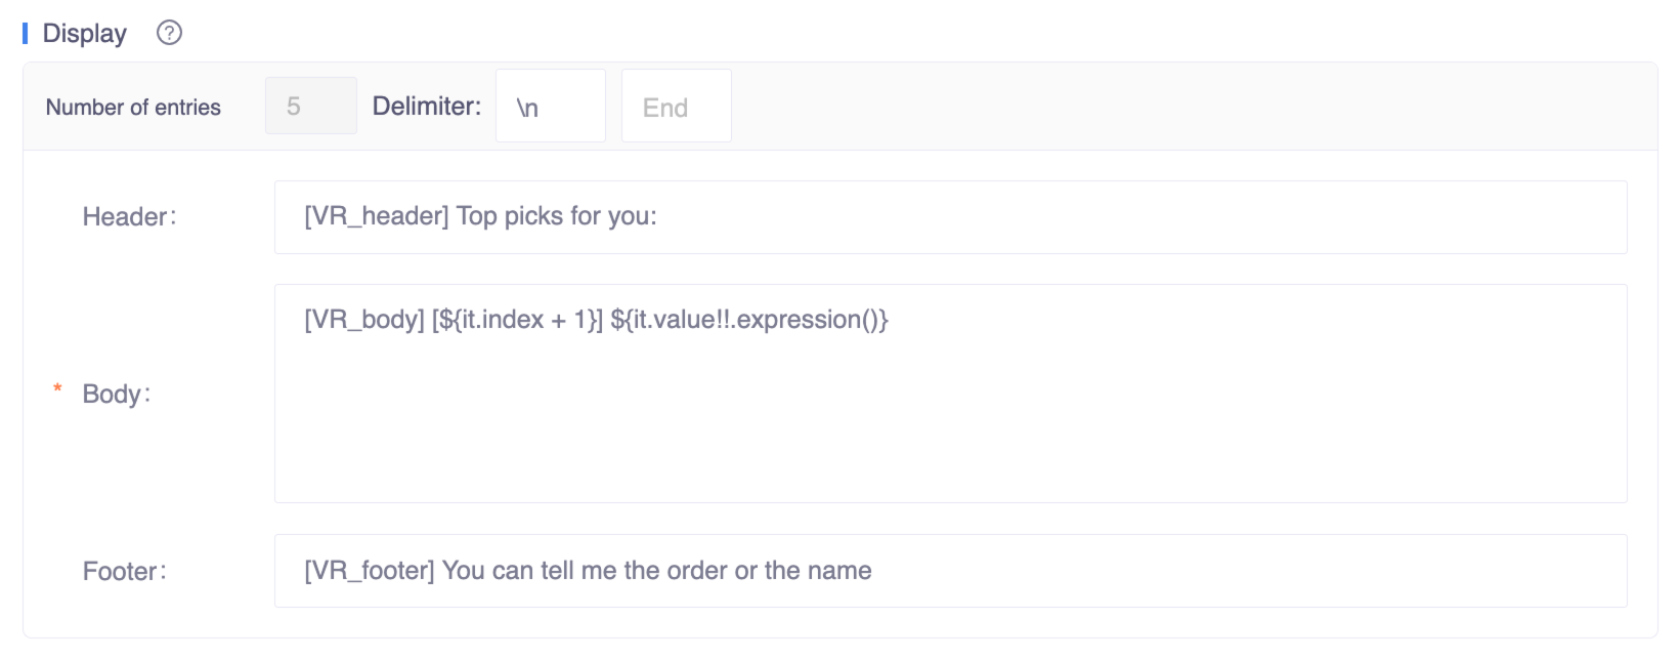 Display ?
Number of entries 5 Delimiter: \n End
Header:
[VR_header] Top picks for you:
[VR_body] [${it.index + 1}] ${it.value!!.expression()}
* Body:
Footer:
[VR_footer] You can tell me the order or the name